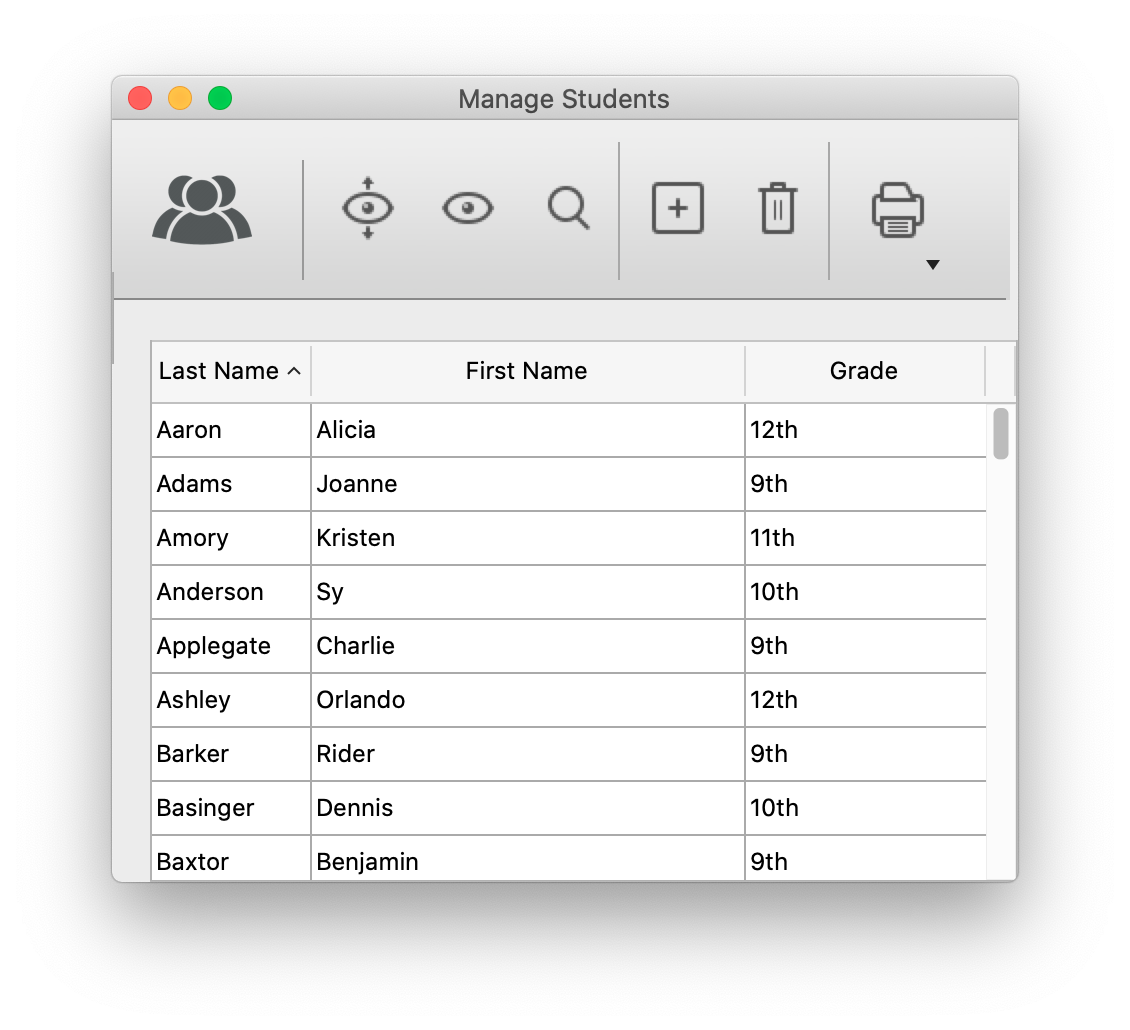 Manage Students
Last Name First Name Grade
Aaron Alicia 12th
Adams Joanne 9th
Amory Kristen 11th
Anderson Sy 10th
Applegate Charlie 9th
Ashley Orlando 12th
Barker Rider 9th
Basinger Dennis 10th
Baxtor Benjamin 9th